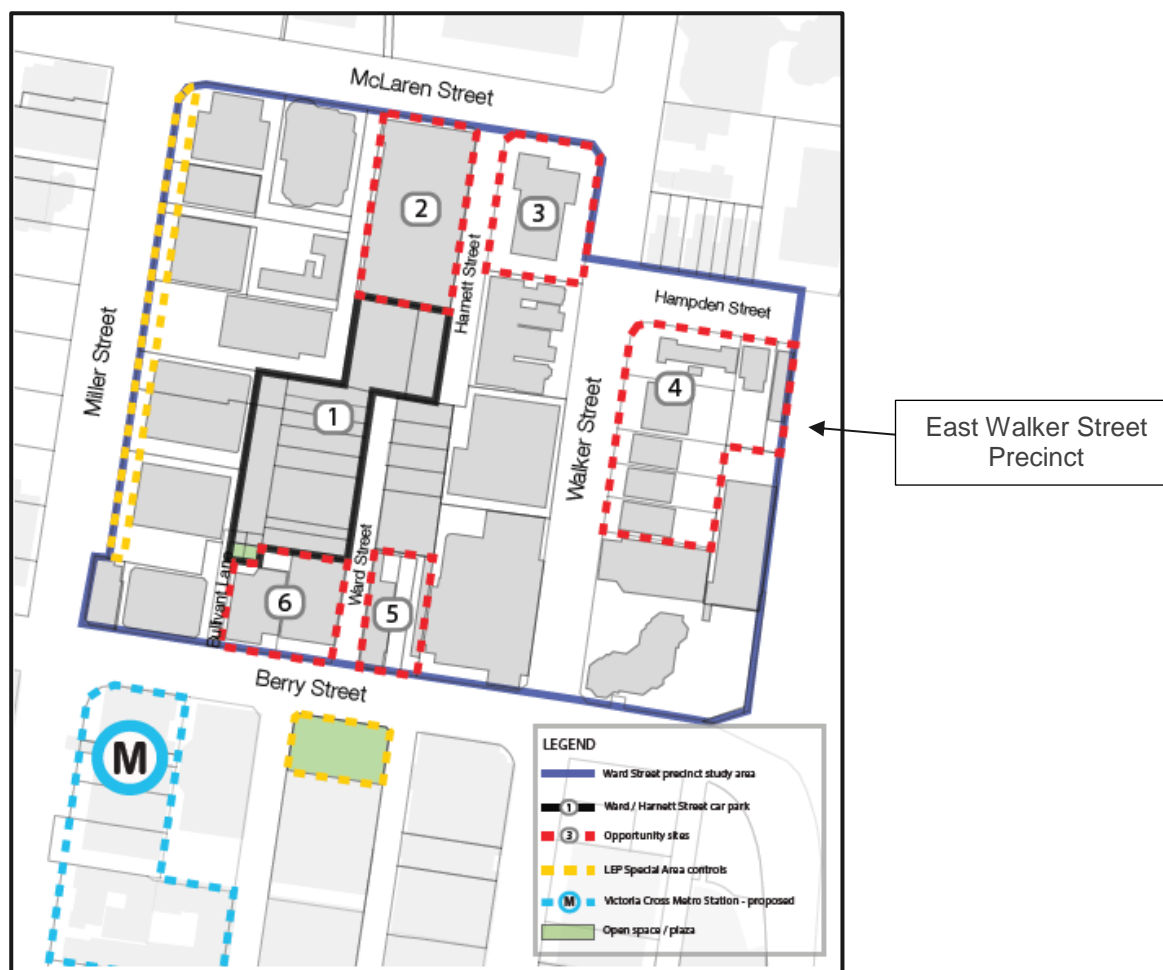 McLaren Street
2
3
Harnett Street
Hampden Street
Miller Street
1
4
Walker Street
East Walker Street
Precinct
Ward Street
Bullivant Lane
6
5
Berry Street
M
LEGEND
Ward Street precinct study area
1 Ward / Harnett Street car park
3 Opportunity sites
LEP Special Area controls
M Victoria Cross Metro Station - proposed
Open space / plaza